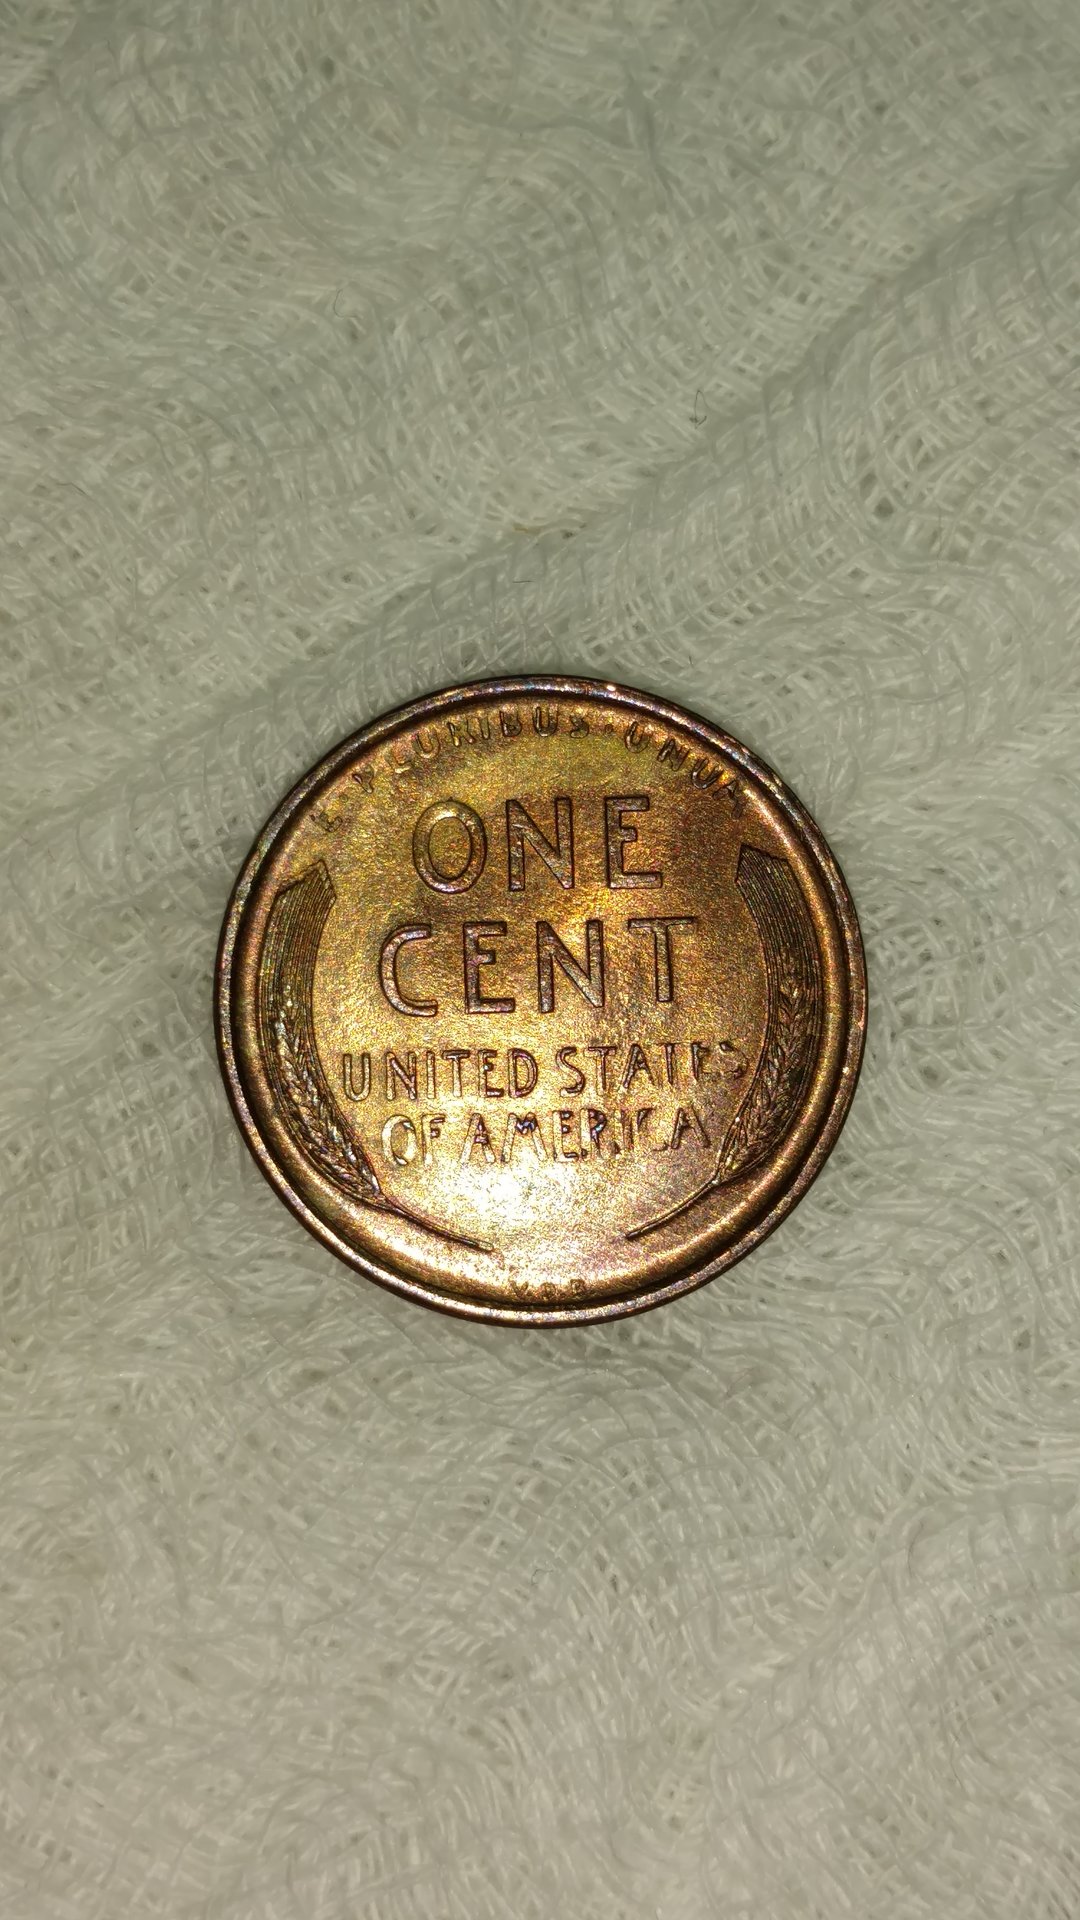 E · PLURIBUS · UNUM
ONE
CENT
UNITED STATES
OF AMERICA
V.D.B.